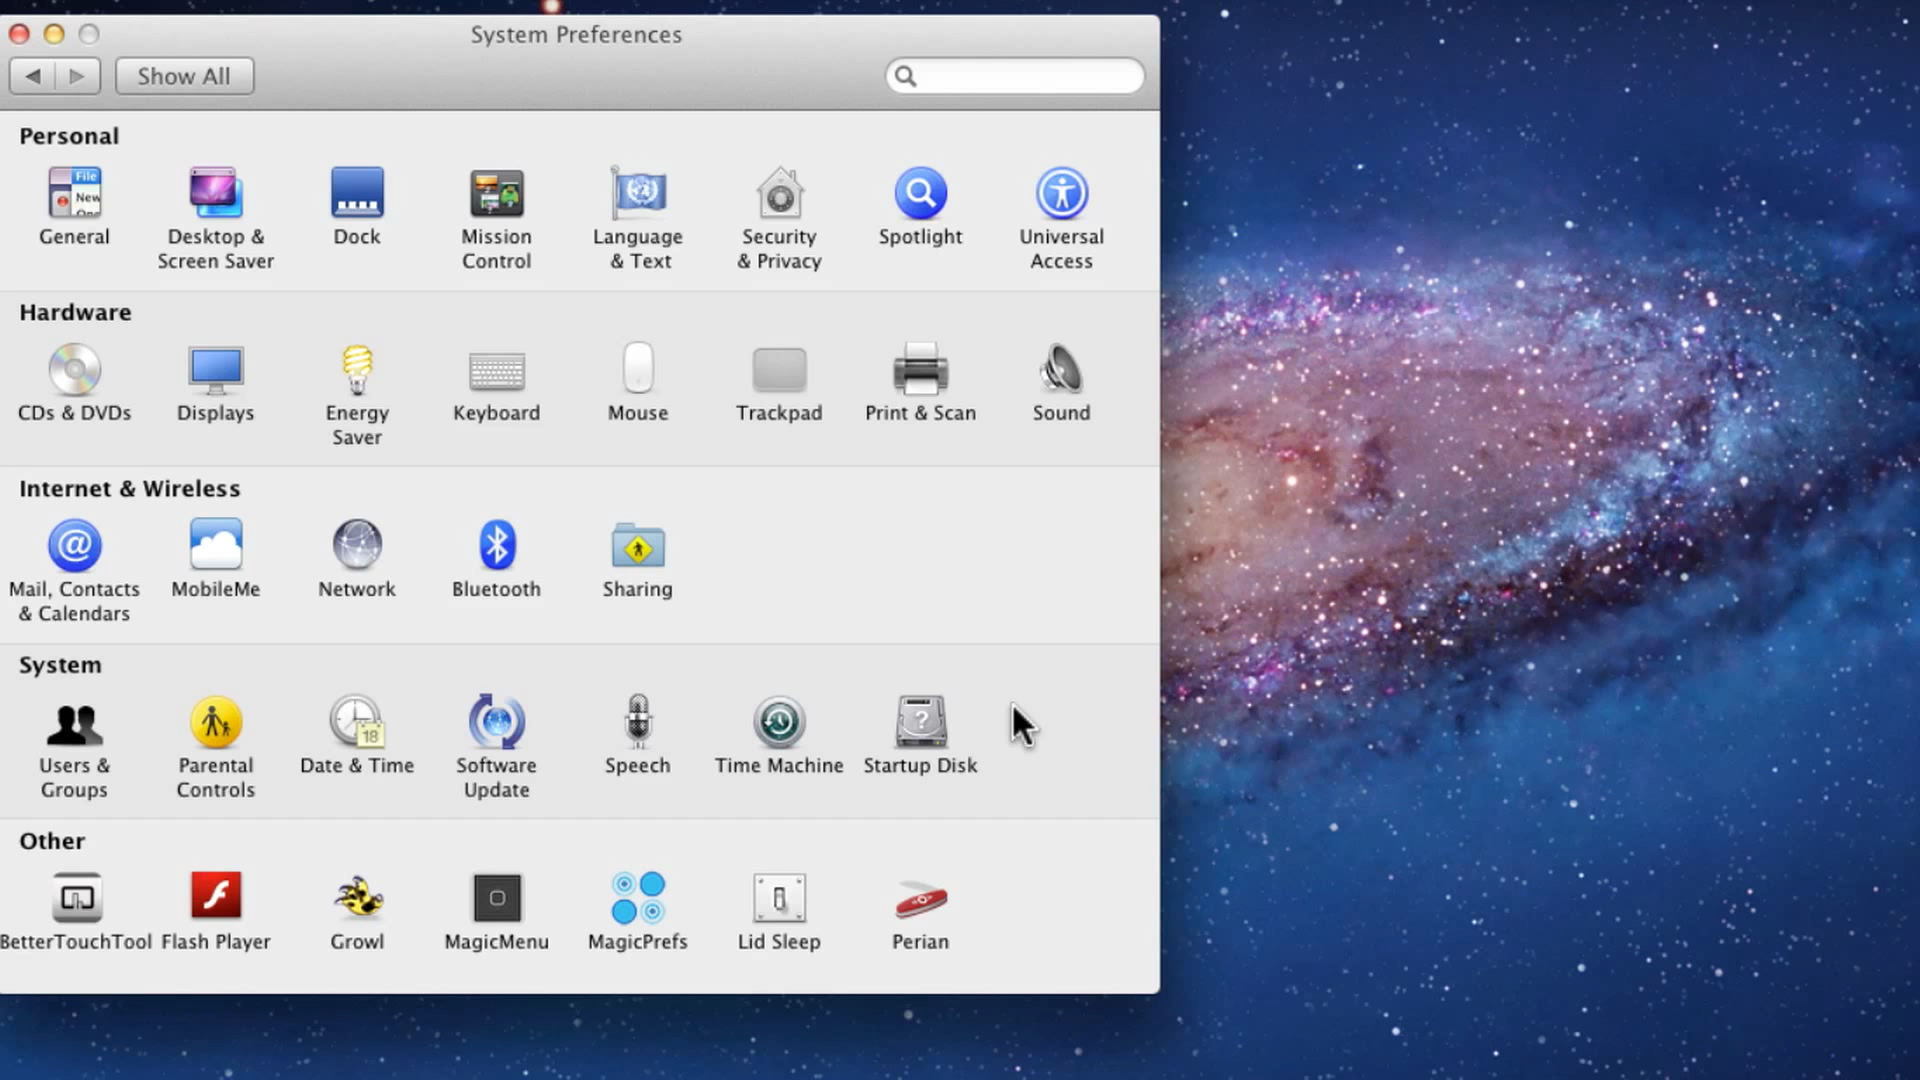 System Preferences
Show All
Personal
File
New
General
Desktop &
Screen Saver
Dock
Mission
Control
Language
& Text
Security
& Privacy
Spotlight
Universal
Access
Hardware
CDs & DVDs
Displays
Energy
Saver
Keyboard
Mouse
Trackpad
Print & Scan
Sound
Internet & Wireless
@
Mail, Contacts
& Calendars
MobileMe
Network
Bluetooth
Sharing
System
18
?
Users &
Groups
Parental
Controls
Date & Time
Software
Update
Speech
Time Machine
Startup Disk
Other
BetterTouchTool
Flash Player
Growl
MagicMenu
MagicPrefs
Lid Sleep
Perian